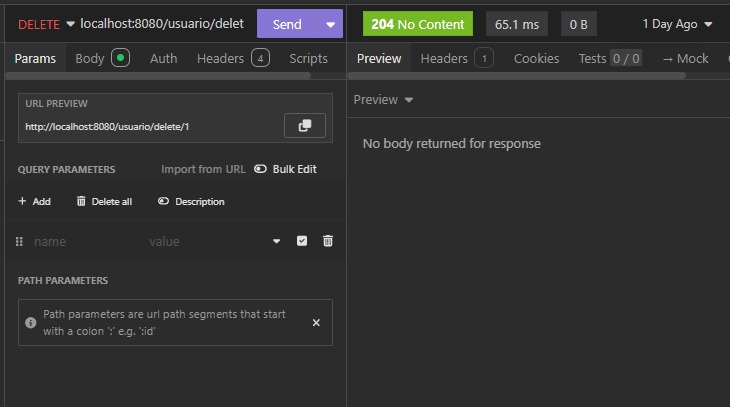 DELETE localhost:8080/usuario/delet Send
204 No Content 65.1 ms 0 B 1 Day Ago
Params Body Auth Headers 4 Scripts
Preview Headers 1 Cookies Tests 0 / 0 → Mock
URL PREVIEW
http://localhost:8080/usuario/delete/1
Preview
No body returned for response
QUERY PARAMETERS Import from URL Bulk Edit
+ Add Delete all Description
name value
PATH PARAMETERS
Path parameters are url path segments that start
with a colon ':' e.g. ':id'